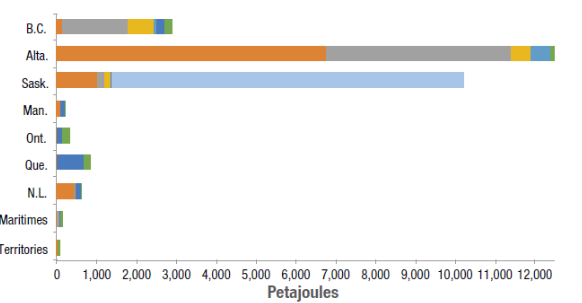 B.C.
Alta.
Sask.
Man.
Ont.
Que.
N.L.
Maritimes
Territories
0 1,000 2,000 3,000 4,000 5,000 6,000 7,000 8,000 9,000 10,000 11,000 12,000
Petajoules